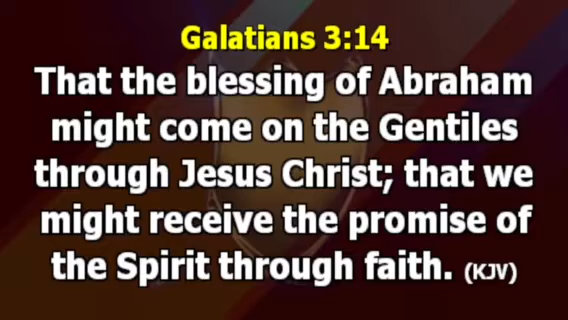 Galatians 3:14
That the blessing of Abraham
might come on the Gentiles
through Jesus Christ; that we
might receive the promise of
the Spirit through faith. (KJV)